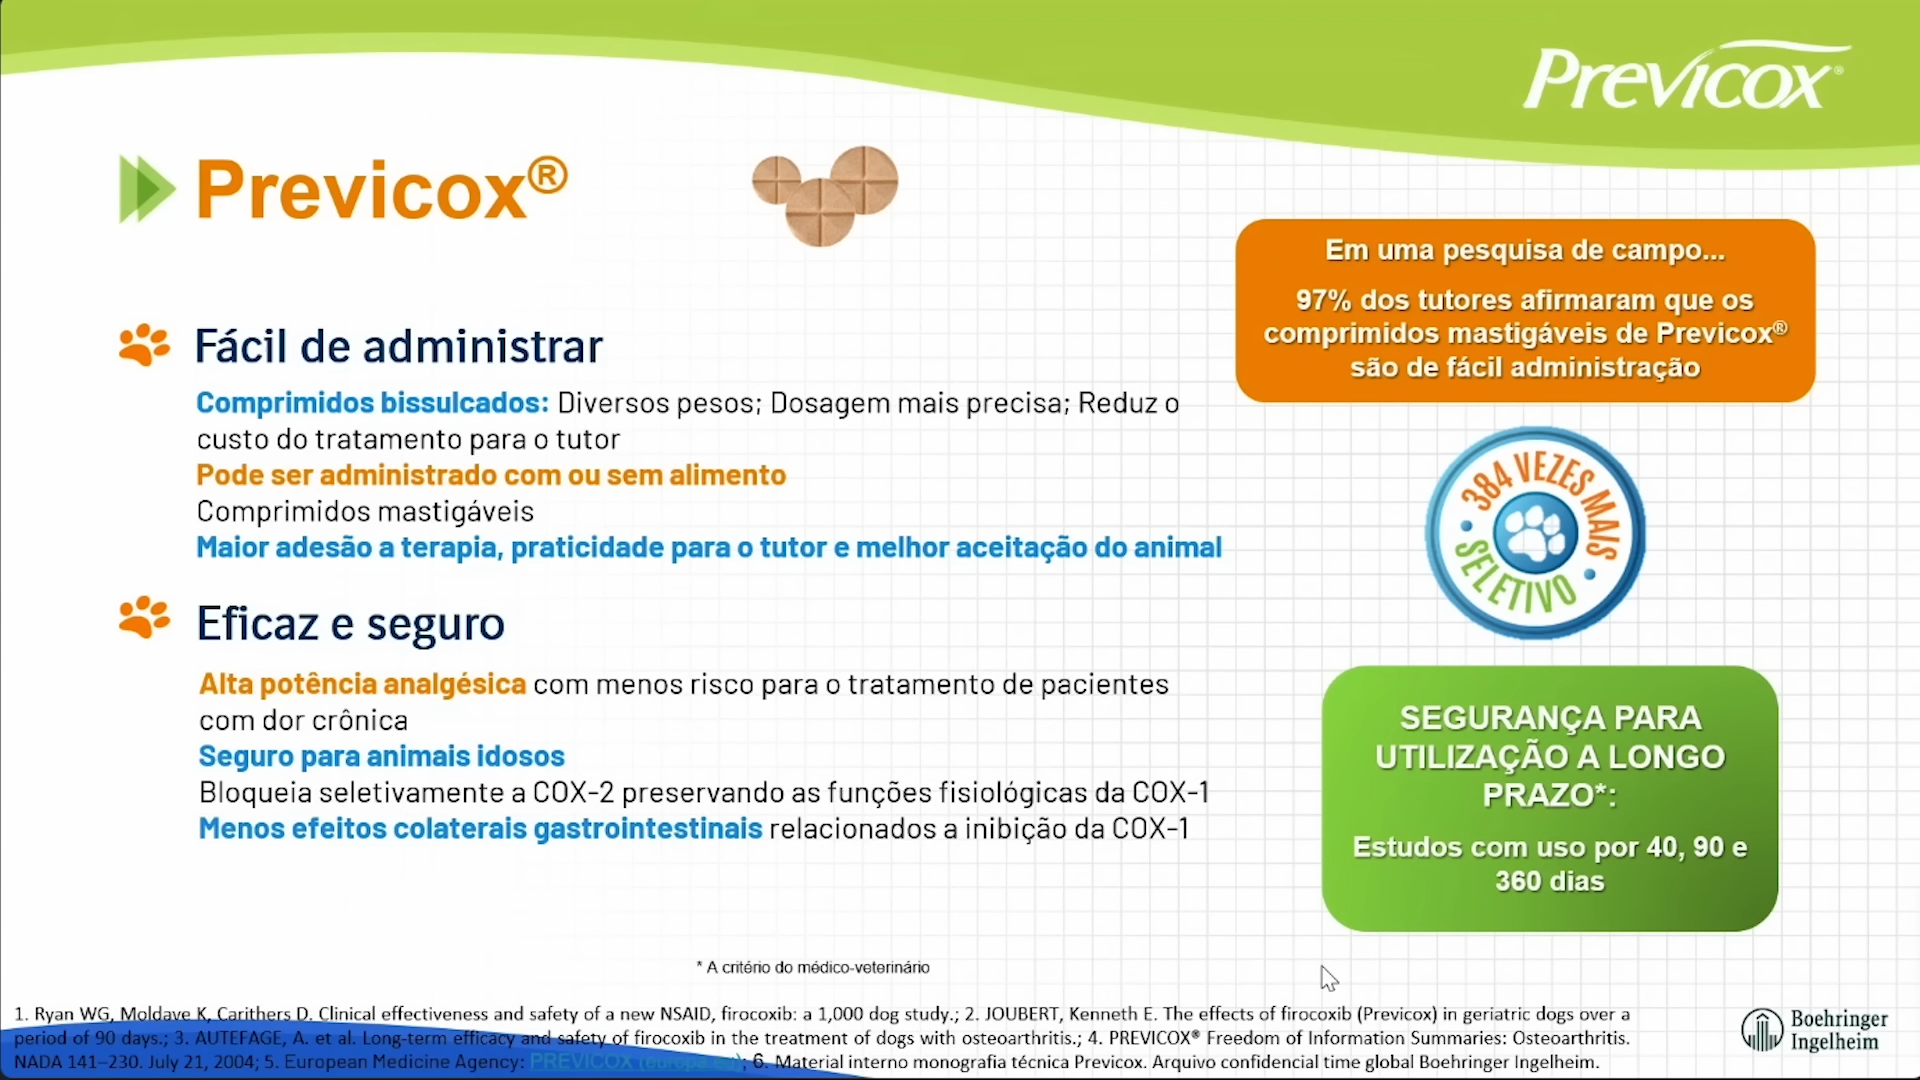 Previcox®
Previcox®
Em uma pesquisa de campo...
97% dos tutores afirmaram que os
comprimidos mastigáveis de Previcox®
são de fácil administração
Fácil de administrar
Comprimidos bissulcados: Diversos pesos; Dosagem mais precisa; Reduz o
custo do tratamento para o tutor
Pode ser administrado com ou sem alimento
Comprimidos mastigáveis
Maior adesão a terapia, praticidade para o tutor e melhor aceitação do animal
384 VEZES MAIS
SELETIVO
Eficaz e seguro
Alta potência analgésica com menos risco para o tratamento de pacientes
com dor crônica
Seguro para animais idosos
Bloqueia seletivamente a COX-2 preservando as funções fisiológicas da COX-1
Menos efeitos colaterais gastrointestinais relacionados a inibição da COX-1
SEGURANÇA PARA
UTILIZAÇÃO A LONGO
PRAZO*:
Estudos com uso por 40, 90 e
360 dias
* A critério do médico-veterinário
1. Ryan WG, Moldave K, Carithers D. Clinical effectiveness and safety of a new NSAID, firocoxib: a 1,000 dog study.; 2. JOUBERT, Kenneth E. The effects of firocoxib (Previcox) in geriatric dogs over a
period of 90 days.; 3. AUTEFAGE, A. et al. Long-term efficacy and safety of firocoxib in the treatment of dogs with osteoarthritis.; 4. PREVICOX® Freedom of Information Summaries: Osteoarthritis.
NADA 141–230. July 21, 2004; 5. European Medicine Agency: PREVICOX (europa.eu); 6. Material interno monografia técnica Previcox. Arquivo confidencial time global Boehringer Ingelheim.
Boehringer
Ingelheim